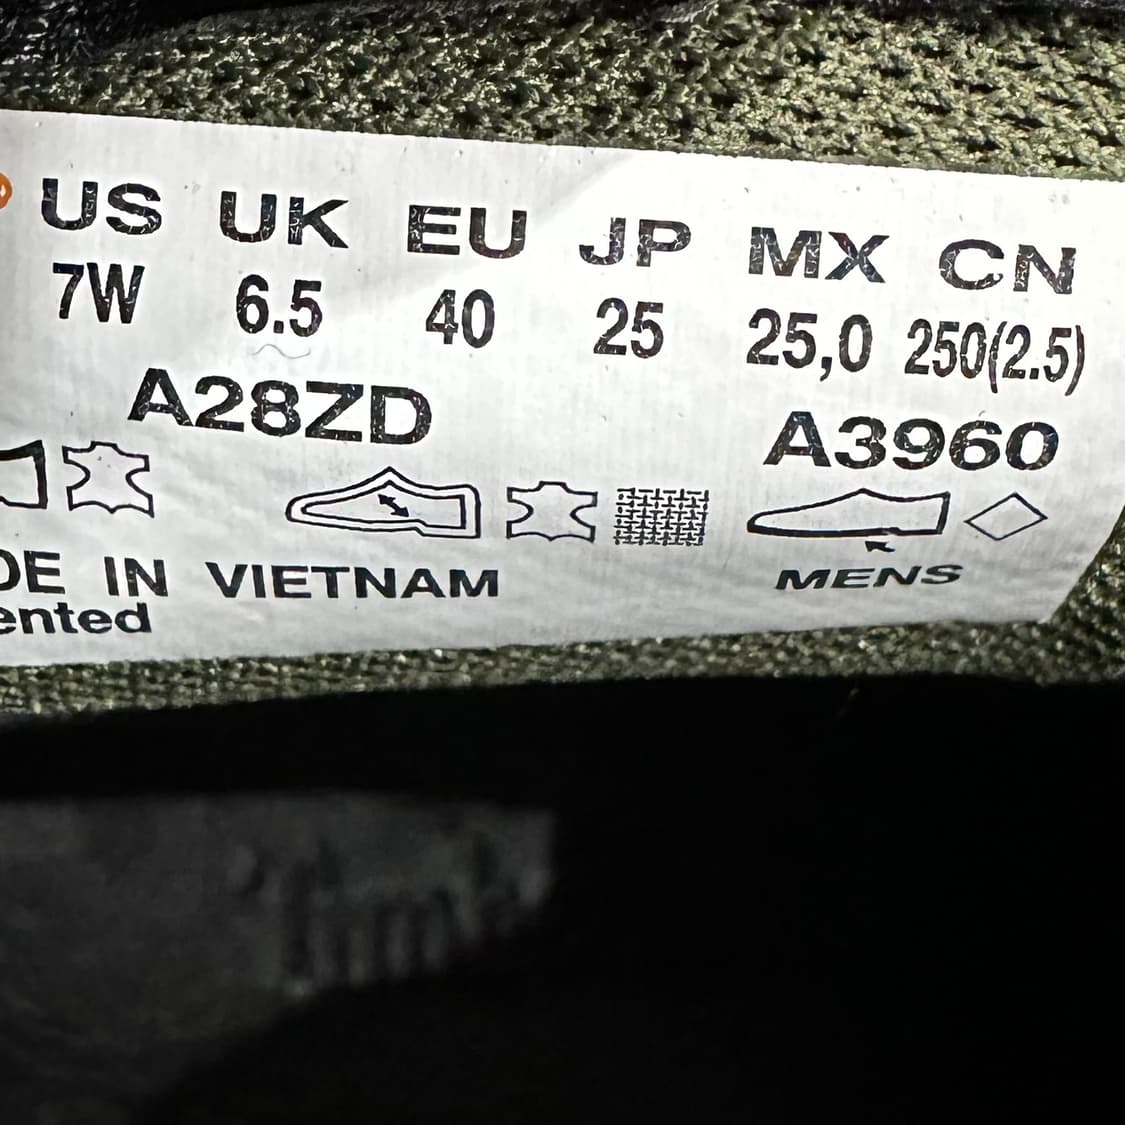 US UK EU JP MX CN
7W 6.5 40 25 25,0 250(2.5)
A28ZD A3960
DE IN VIETNAM MENS
ented